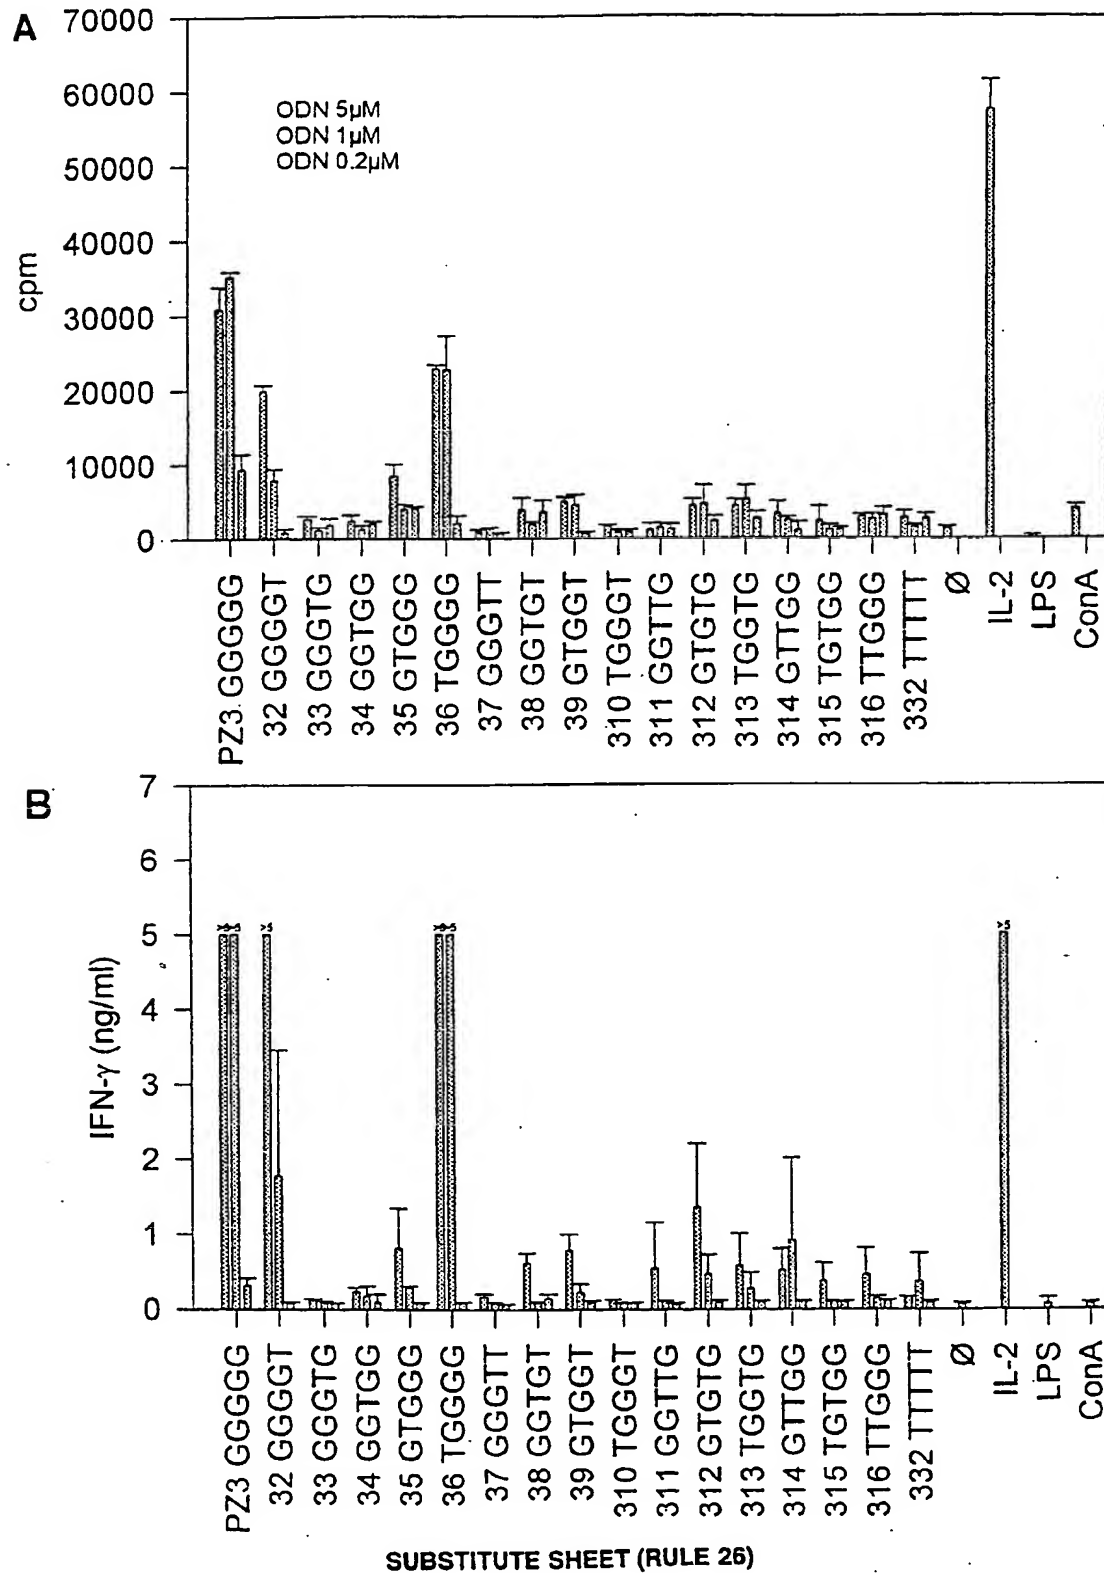 A
70000
60000
50000
40000
30000
20000
10000
0
cpm
ODN 5µM
ODN 1µM
ODN 0.2µM
PZ3 GGGGG
32 GGGGT
33 GGGTG
34 GGTGG
35 GTGGG
36 TGGGG
37 GGGTT
38 GGTGT
39 GTGGT
310 TGGGT
311 GGTTG
312 GTGTG
313 TGGTG
314 GTTGG
315 TGTGG
316 TTGGG
332 TTTTT
Ø
IL-2
LPS
ConA
B
7
6
5
4
3
2
1
0
IFN-γ (ng/ml)
>5
>5
>5
>5
>5
>5
PZ3 GGGGG
32 GGGGT
33 GGGTG
34 GGTGG
35 GTGGG
36 TGGGG
37 GGGTT
38 GGTGT
39 GTGGT
310 TGGGT
311 GGTTG
312 GTGTG
313 TGGTG
314 GTTGG
315 TGTGG
316 TTGGG
332 TTTTT
Ø
IL-2
LPS
ConA
SUBSTITUTE SHEET (RULE 26)